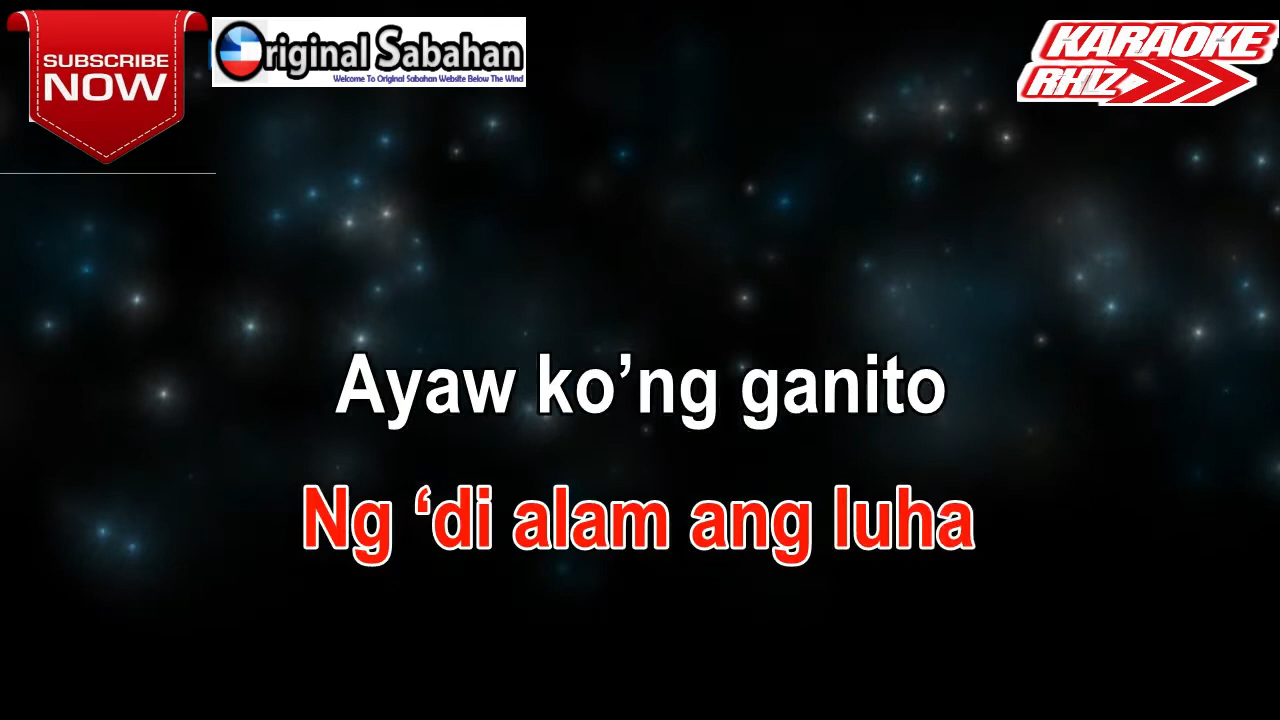 SUBSCRIBE
NOW
Original Sabahan
Welcome To Original Sabahan Website Below The Wind
KARAOKE
RHIZ
Ayaw ko’ng ganito
Ng ‘di alam ang luha